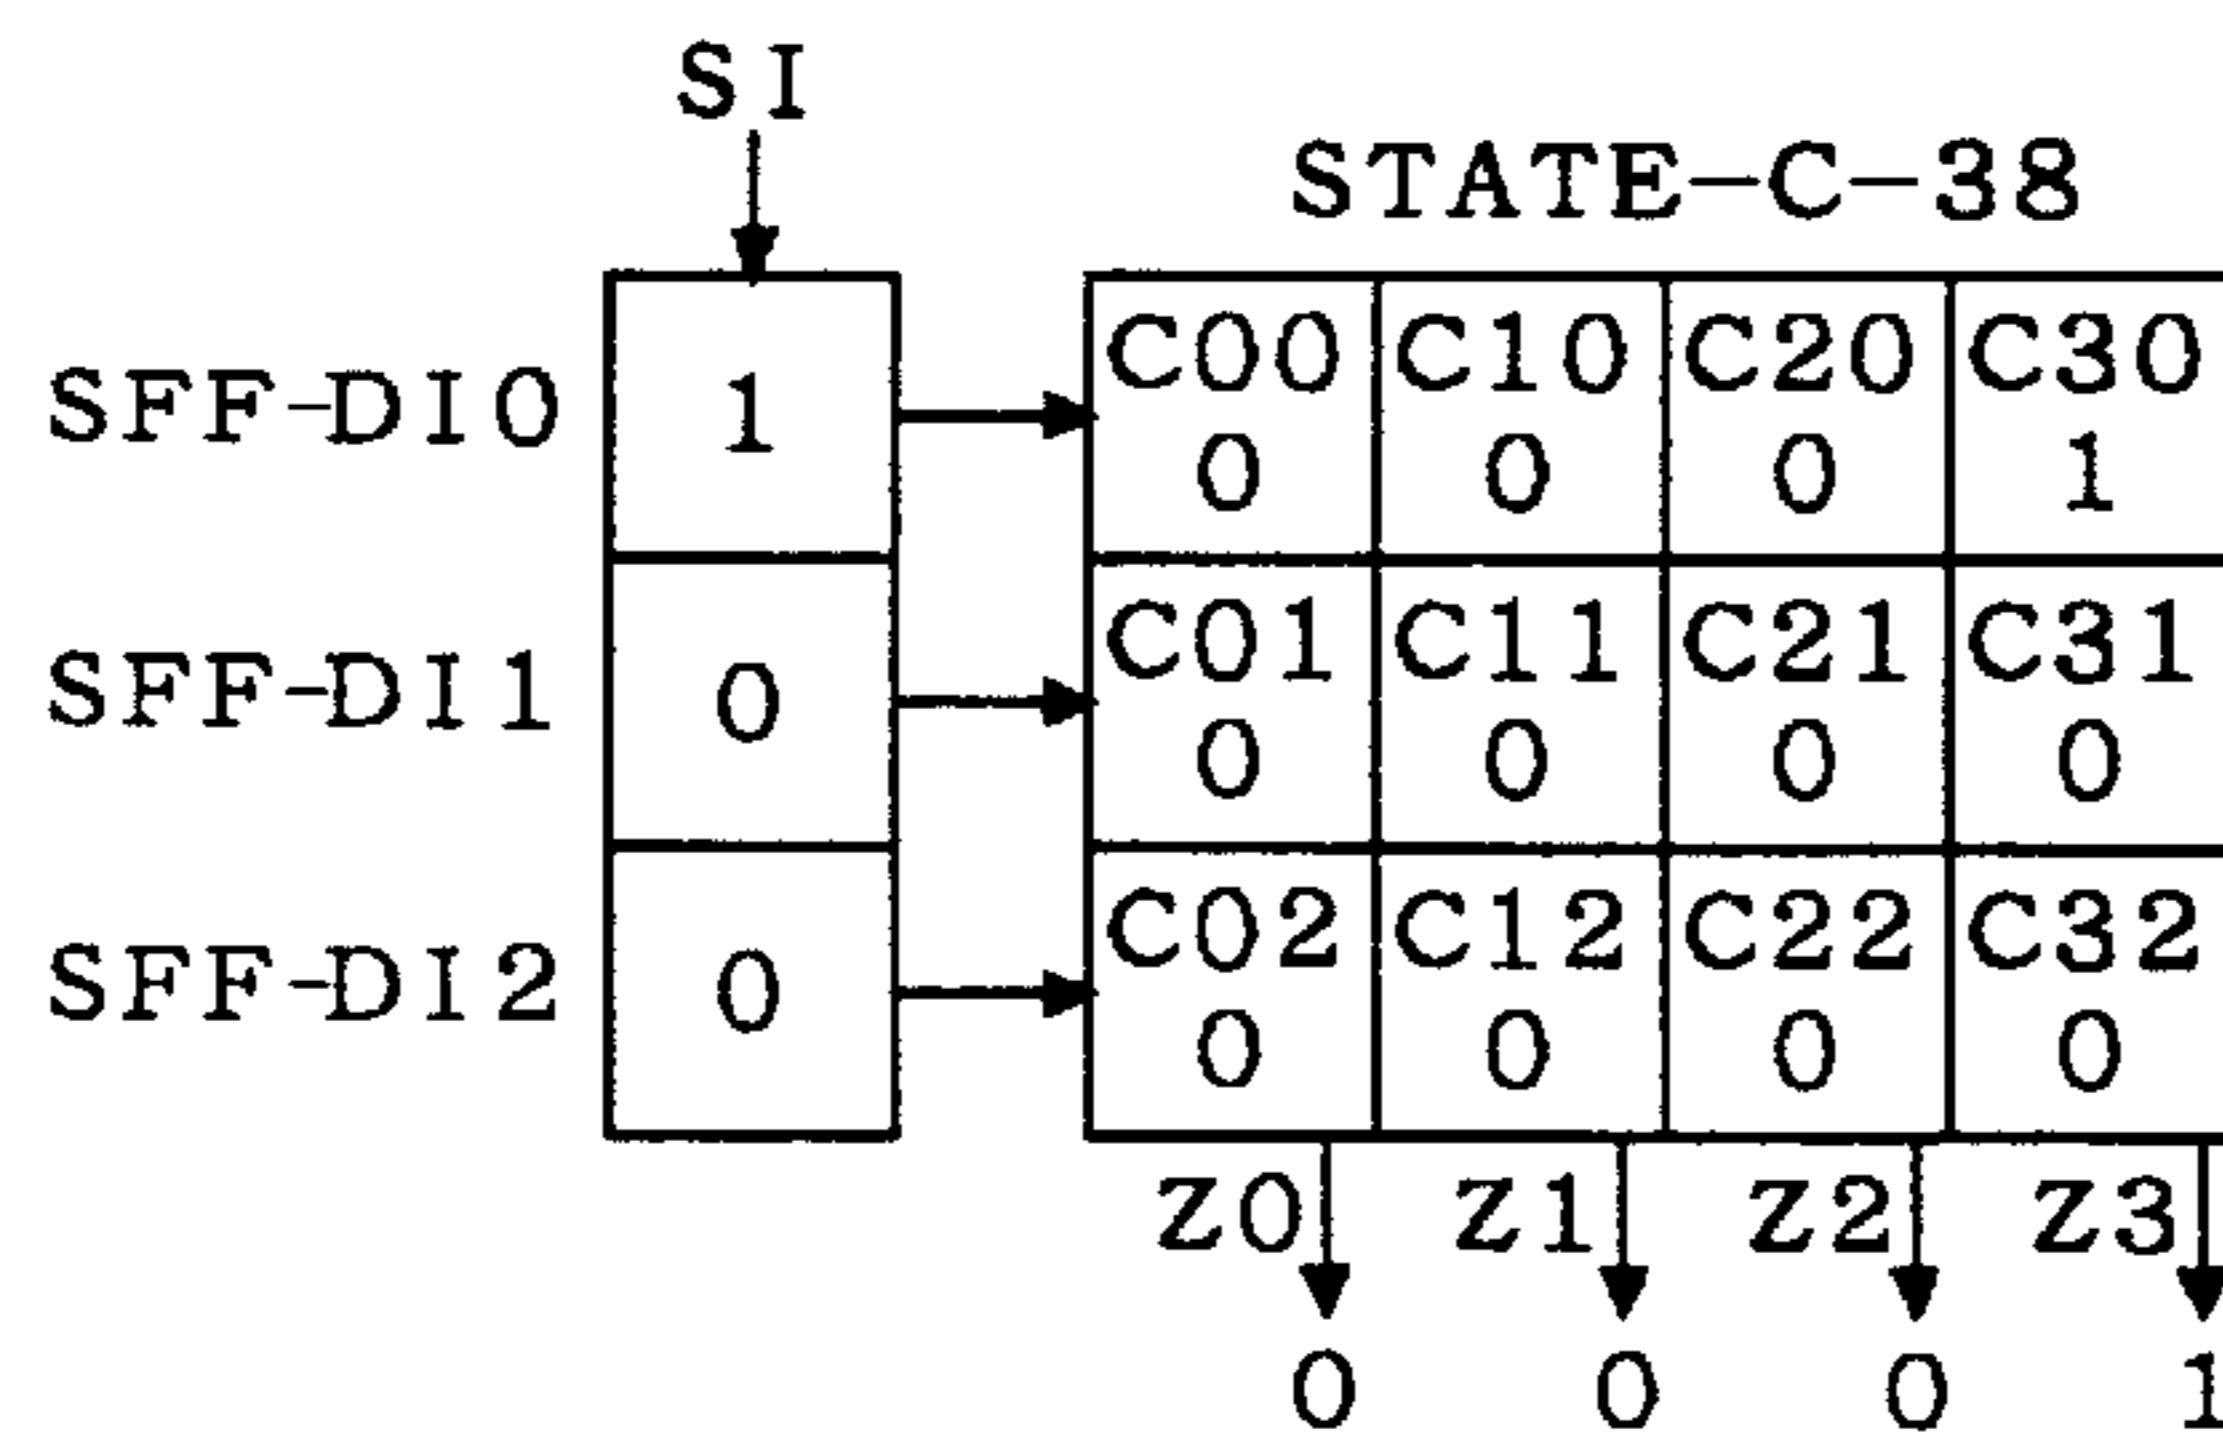 SI
STATE-C-38
C00 C10 C20 C30
SFF-DI0 1 0 0 0 1
C01 C11 C21 C31
SFF-DI1 0 0 0 0 0
C02 C12 C22 C32
SFF-DI2 0 0 0 0 0
Z0 Z1 Z2 Z3
0 0 0 1